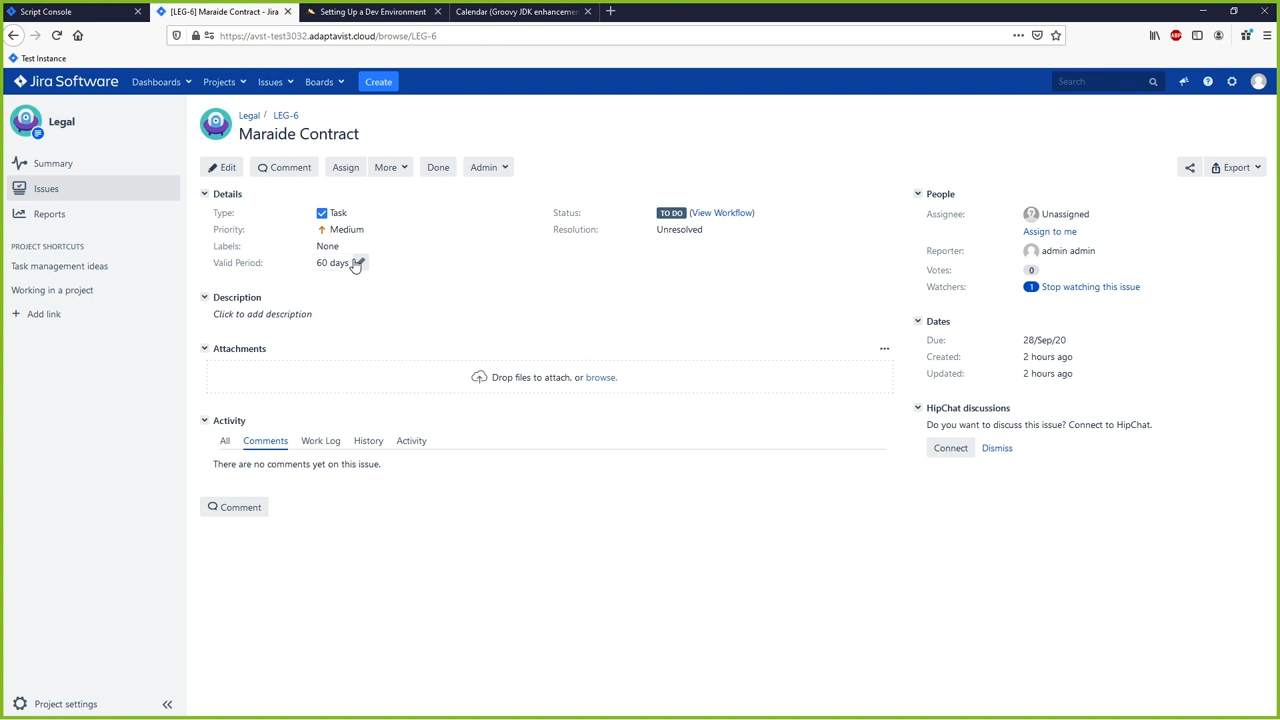 Script Console
[LEG-6] Maraide Contract - Jira
Setting Up a Dev Environment
Calendar (Groovy JDK enhancemen
https://avst-test3032.adaptavist.cloud/browse/LEG-6
ABP
Test Instance
Jira Software
Dashboards
Projects
Issues
Boards
Create
Search
Legal
Summary
Issues
Reports
PROJECT SHORTCUTS
Task management ideas
Working in a project
+ Add link
Project settings
Legal / LEG-6
Maraide Contract
Edit
Comment
Assign
More
Done
Admin
Export
Details
Type: Task
Priority: Medium
Labels: None
Valid Period: 60 days
Status: TO DO (View Workflow)
Resolution: Unresolved
Description
Click to add description
Attachments
Drop files to attach, or browse.
Activity
All Comments Work Log History Activity
There are no comments yet on this issue.
Comment
People
Assignee: Unassigned
Assign to me
Reporter: admin admin
Votes: 0
Watchers: 1 Stop watching this issue
Dates
Due: 28/Sep/20
Created: 2 hours ago
Updated: 2 hours ago
HipChat discussions
Do you want to discuss this issue? Connect to HipChat.
Connect Dismiss